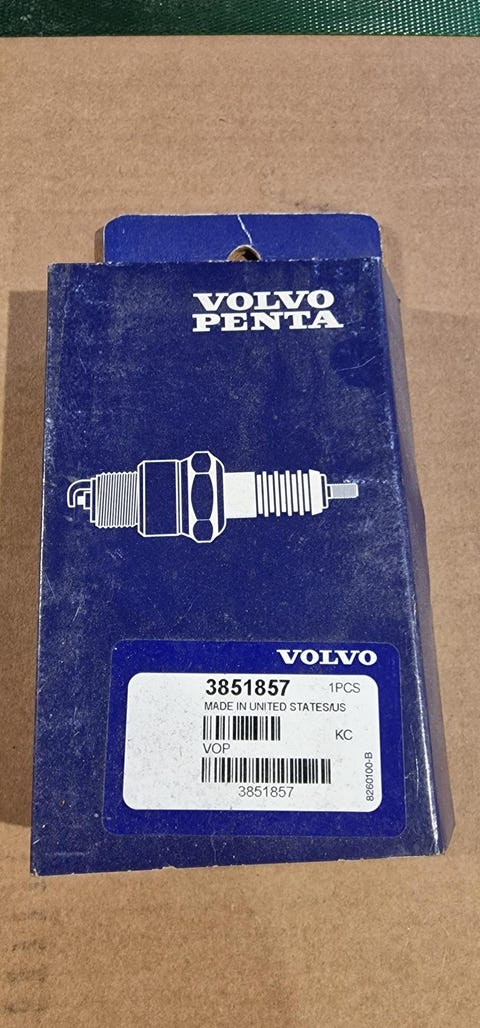 VOLVO
PENTA
VOLVO
3851857 1PCS
MADE IN UNITED STATES/US
KC
VOP
3851857
8260100-B